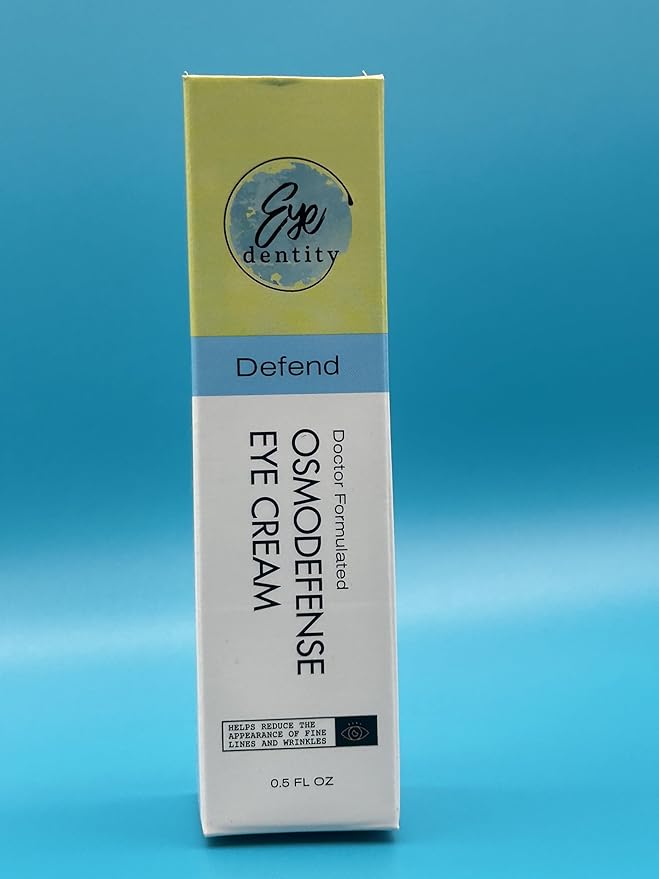 Eye
dentity
Defend
Doctor Formulated
OSMODEFENSE
EYE CREAM
HELPS REDUCE THE
APPEARANCE OF FINE
LINES AND WRINKLES
0.5 FL OZ